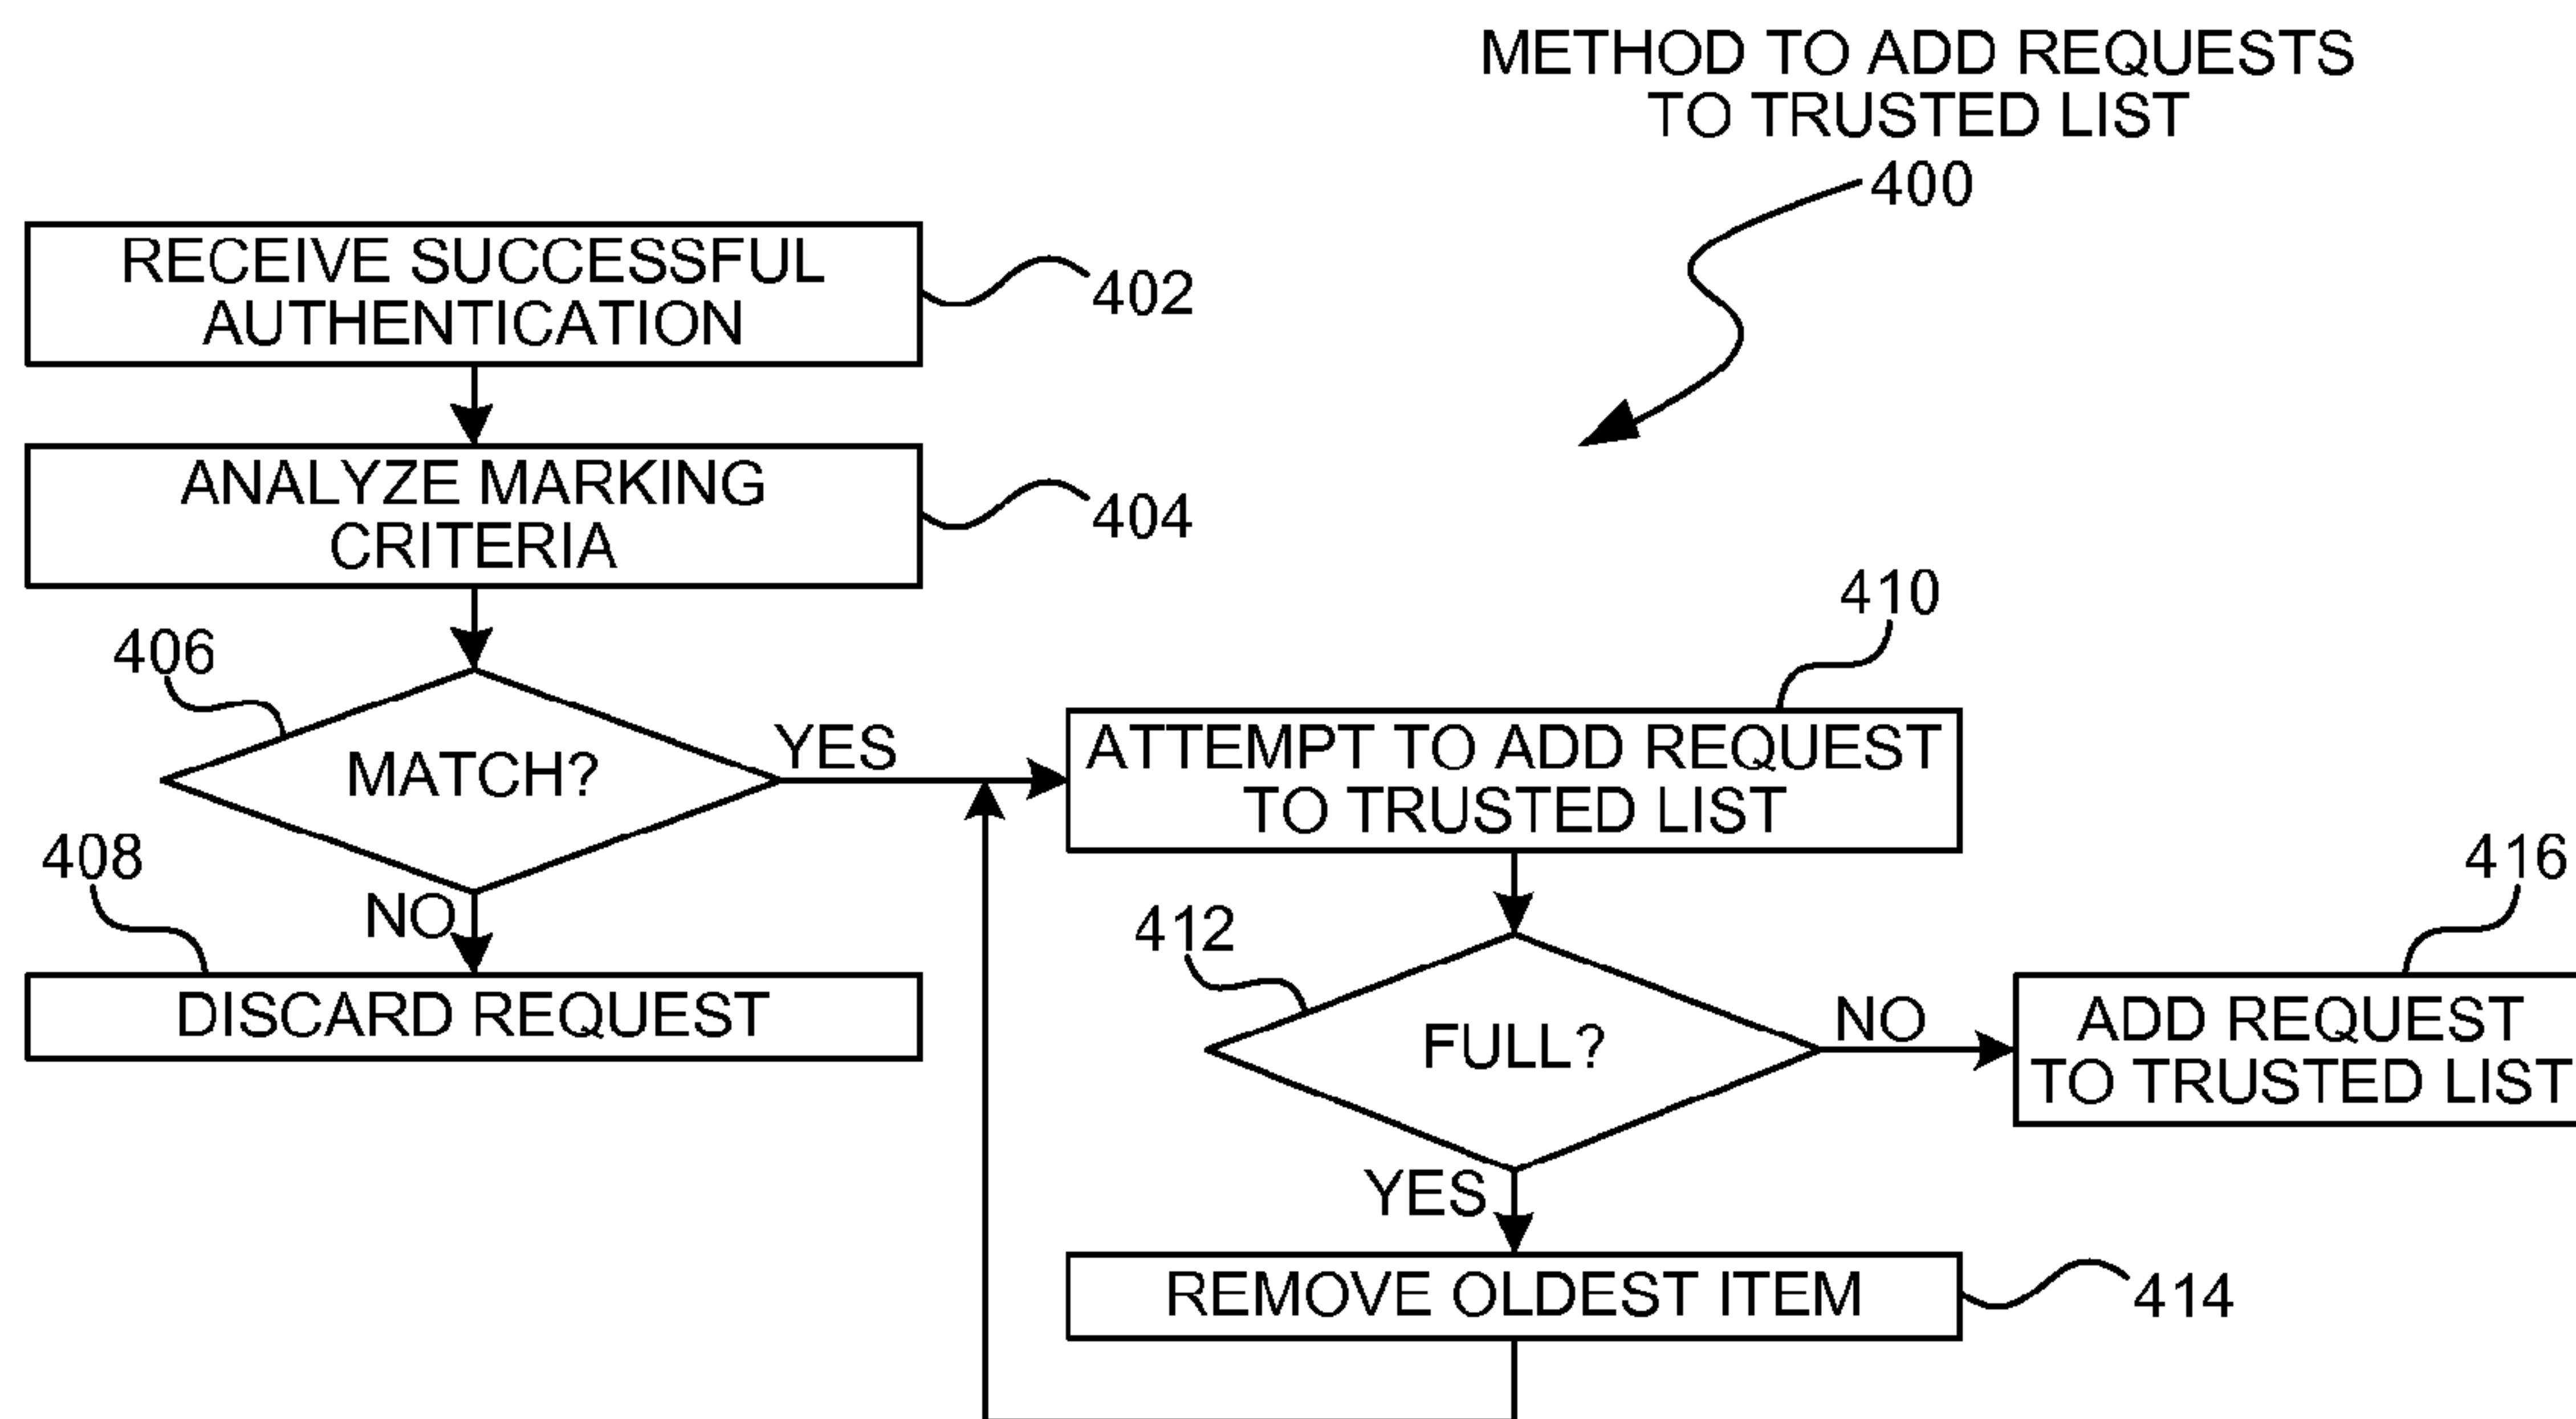 METHOD TO ADD REQUESTS
TO TRUSTED LIST
400
RECEIVE SUCCESSFUL
AUTHENTICATION
402
ANALYZE MARKING
CRITERIA
404
406
MATCH?
YES
NO
408
DISCARD REQUEST
410
ATTEMPT TO ADD REQUEST
TO TRUSTED LIST
412
FULL?
NO
416
ADD REQUEST
TO TRUSTED LIST
YES
REMOVE OLDEST ITEM
414